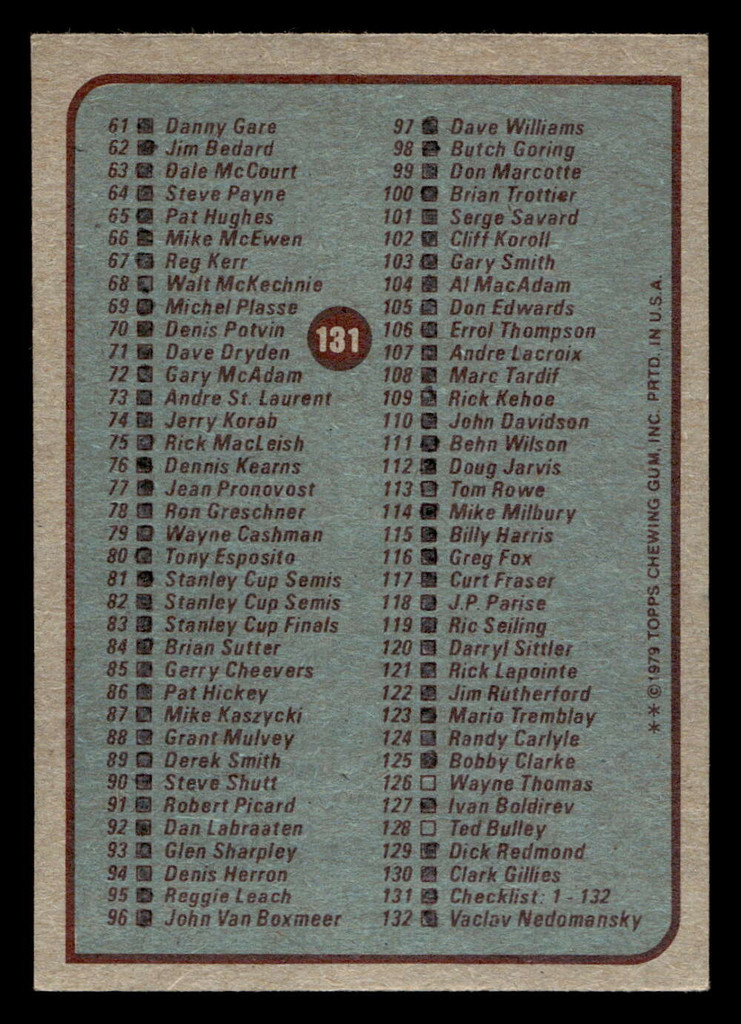 61 Danny Gare
62 Jim Bedard
63 Dale McCourt
64 Steve Payne
65 Pat Hughes
66 Mike McEwen
67 Reg Kerr
68 Walt McKechnie
69 Michel Plasse
70 Denis Potvin
71 Dave Dryden
72 Gary McAdam
73 Andre St. Laurent
74 Jerry Korab
75 Rick MacLeish
76 Dennis Kearns
77 Jean Pronovost
78 Ron Greschner
79 Wayne Cashman
80 Tony Esposito
81 Stanley Cup Semis
82 Stanley Cup Semis
83 Stanley Cup Finals
84 Brian Sutter
85 Gerry Cheevers
86 Pat Hickey
87 Mike Kaszycki
88 Grant Mulvey
89 Derek Smith
90 Steve Shutt
91 Robert Picard
92 Dan Labraaten
93 Glen Sharpley
94 Denis Herron
95 Reggie Leach
96 John Van Boxmeer
131
97 Dave Williams
98 Butch Goring
99 Don Marcotte
100 Brian Trottier
101 Serge Savard
102 Cliff Koroll
103 Gary Smith
104 Al MacAdam
105 Don Edwards
106 Errol Thompson
107 Andre Lacroix
108 Marc Tardif
109 Rick Kehoe
110 John Davidson
111 Behn Wilson
112 Doug Jarvis
113 Tom Rowe
114 Mike Milbury
115 Billy Harris
116 Greg Fox
117 Curt Fraser
118 J.P. Parise
119 Ric Seiling
120 Darryl Sittler
121 Rick Lapointe
122 Jim Rutherford
123 Mario Tremblay
124 Randy Carlyle
125 Bobby Clarke
126 Wayne Thomas
127 Ivan Boldirev
128 Ted Bulley
129 Dick Redmond
130 Clark Gillies
131 Checklist: 1 - 132
132 Vaclav Nedomansky
**©1979 TOPPS CHEWING GUM, INC. PRTD. IN U.S.A.